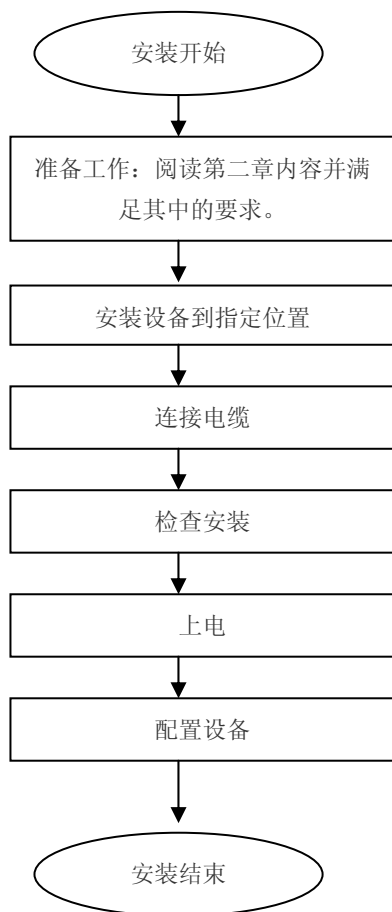 安装开始
准备工作：阅读第二章内容并满
足其中的要求。
安装设备到指定位置
连接电缆
检查安装
上电
配置设备
安装结束